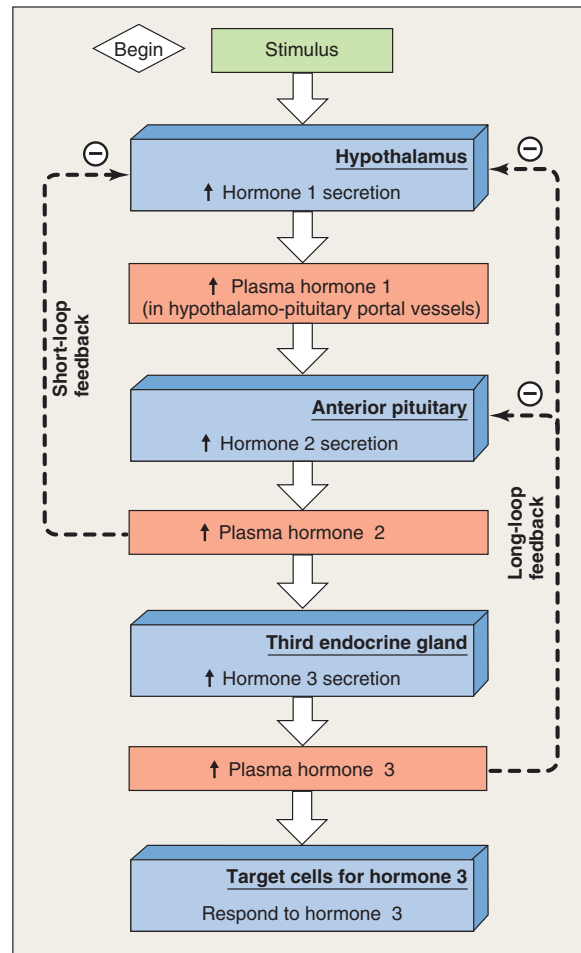 Begin
Stimulus
Hypothalamus
↑ Hormone 1 secretion
↑ Plasma hormone 1
(in hypothalamo-pituitary portal vessels)
Short-loop
feedback
Anterior pituitary
↑ Hormone 2 secretion
↑ Plasma hormone 2
Long-loop
feedback
Third endocrine gland
↑ Hormone 3 secretion
↑ Plasma hormone 3
Target cells for hormone 3
Respond to hormone 3